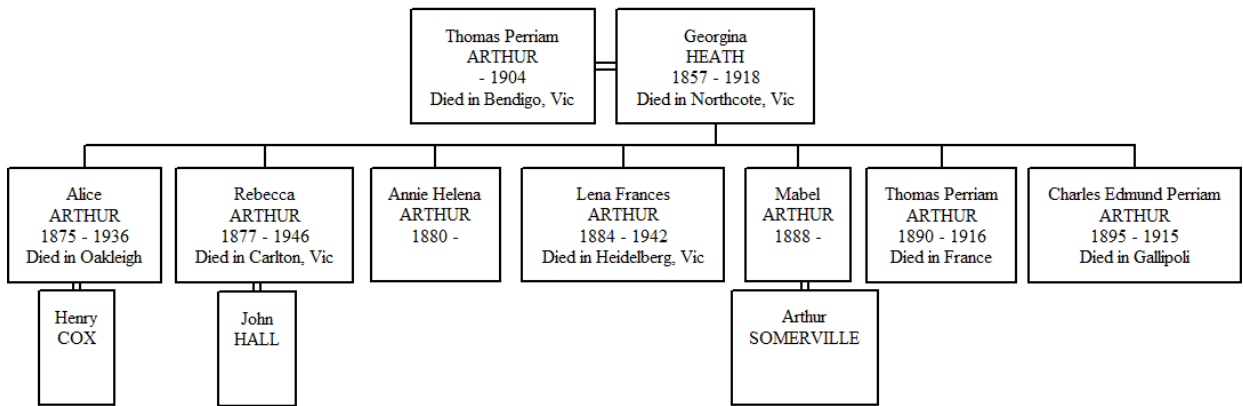 Thomas Perriam
ARTHUR
- 1904
Died in Bendigo, Vic
Georgina
HEATH
1857 - 1918
Died in Northcote, Vic
Alice
ARTHUR
1875 - 1936
Died in Oakleigh
Rebecca
ARTHUR
1877 - 1946
Died in Carlton, Vic
Annie Helena
ARTHUR
1880 -
Lena Frances
ARTHUR
1884 - 1942
Died in Heidelberg, Vic
Mabel
ARTHUR
1888 -
Thomas Perriam
ARTHUR
1890 - 1916
Died in France
Charles Edmund Perriam
ARTHUR
1895 - 1915
Died in Gallipoli
Henry
COX
John
HALL
Arthur
SOMERVILLE